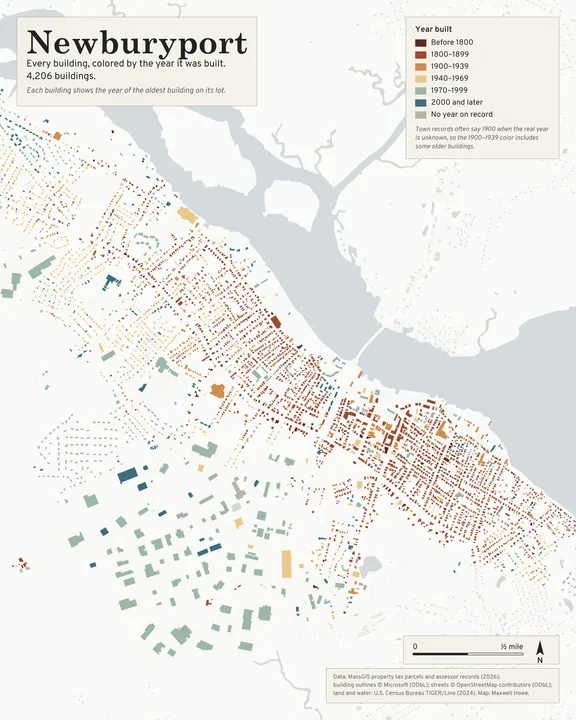 Newburyport
Every building, colored by the year it was built.
4,206 buildings.
Each building shows the year of the oldest building on its lot.
Year built
Before 1800
1800–1899
1900–1939
1940–1969
1970–1999
2000 and later
No year on record
Town records often say 1900 when the real year
is unknown, so the 1900–1939 color includes
some older buildings.
0 ½ mile
N
Data: MassGIS property tax parcels and assessor records (2026);
building outlines © Microsoft (ODbL); streets © OpenStreetMap contributors (ODbL);
land and water: U.S. Census Bureau TIGER/Line (2024). Map: Maxwell Howe.